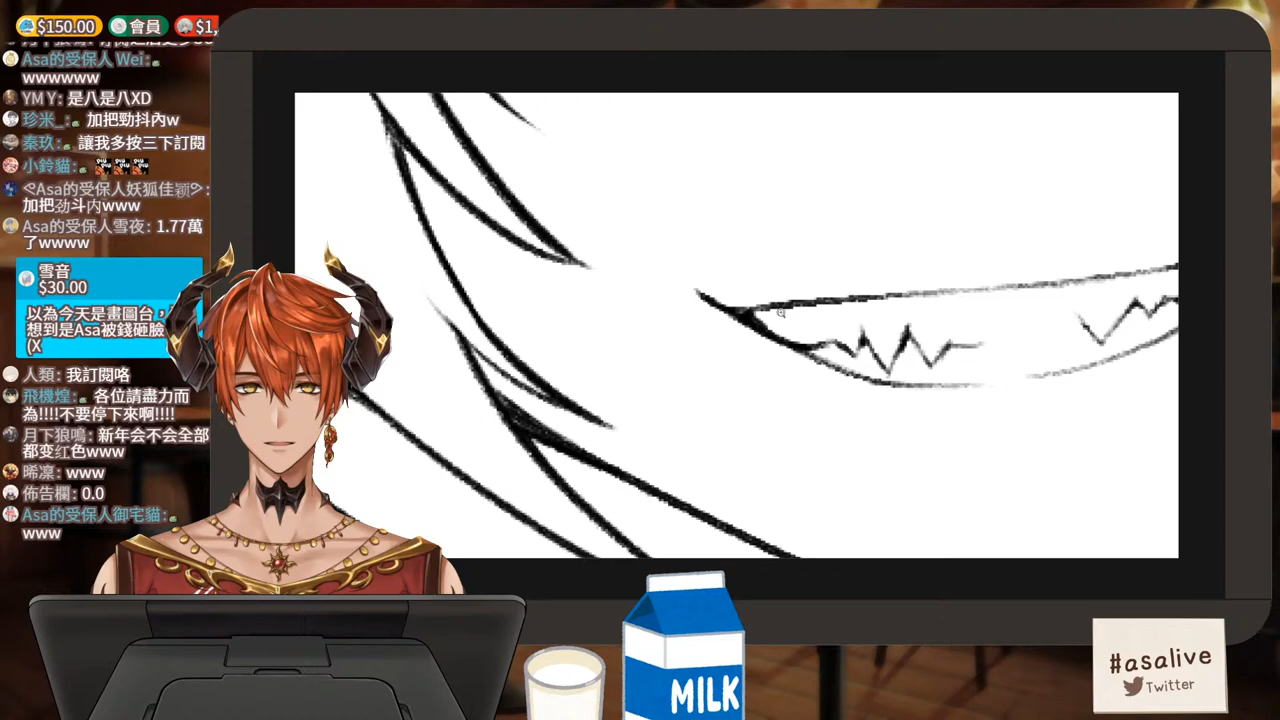 $150.00 會員 $1,
Asa的受保人 Wei:
wwwwww
YM Y: 是八是八XD
珍米_: 加把勁抖內w
秦玖: 讓我多按三下訂閱
小鈴貓:
Asa的受保人妖狐佳颖:
加把劲斗内www
Asa的受保人雪夜: 1.77萬
了wwww
雪音
$30.00
以為今天是畫圖台,
想到是Asa被錢砸臉
(X
人類: 我訂閱咯
飛機煌: 各位請盡力而
為!!!!不要停下來啊!!!!
月下狼鳴: 新年会不会全部
都变红色www
晞凜: www
佈告欄: 0.0
Asa的受保人御宅貓:
www
MILK
#asalive
Twitter